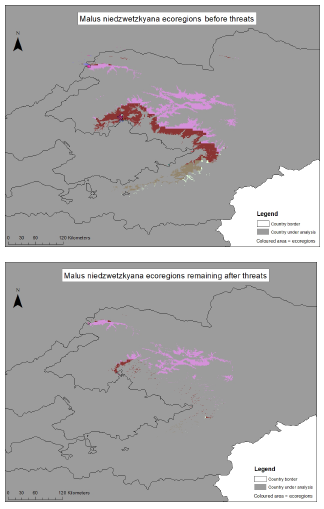 Malus niedzwetzkyana ecoregions before threats
N
Legend
Country border
Country under analysis
Coloured area = ecoregions
0 30 60 120 Kilometers
Malus niedzwetzkyana ecoregions remaining after threats
N
Legend
Country border
Country under analysis
Coloured area = ecoregions
0 30 60 120 Kilometers